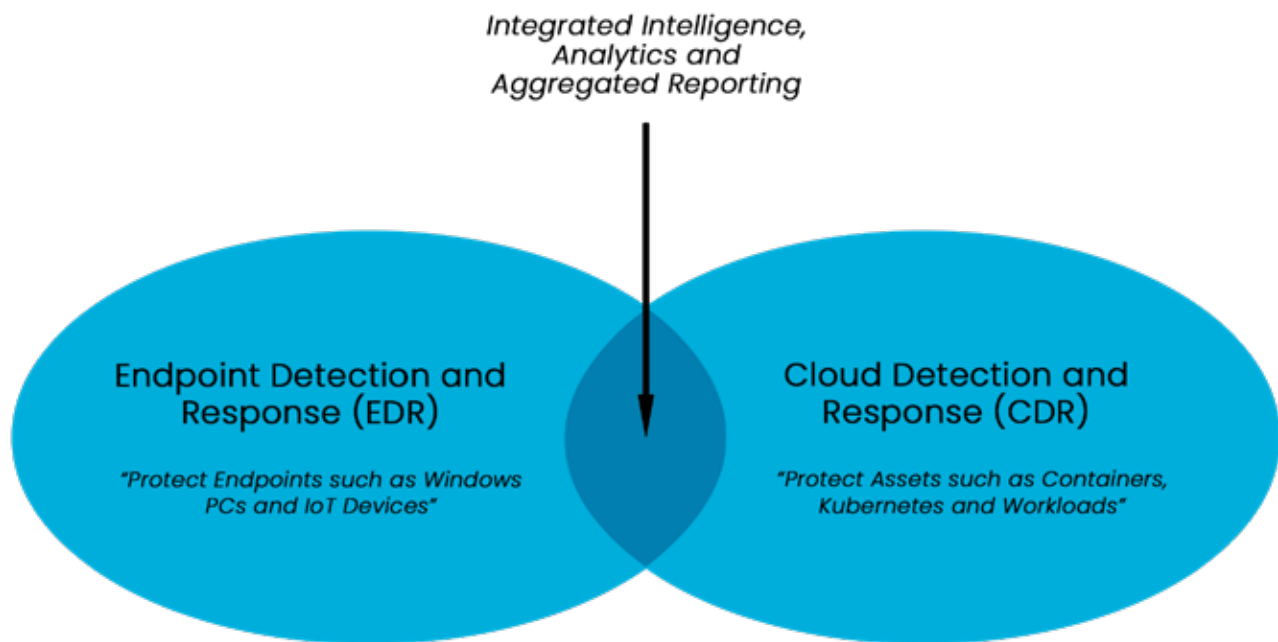 Integrated Intelligence,
Analytics and
Aggregated Reporting
Endpoint Detection and
Response (EDR)
“Protect Endpoints such as Windows
PCs and IoT Devices”
Cloud Detection and
Response (CDR)
“Protect Assets such as Containers,
Kubernetes and Workloads”